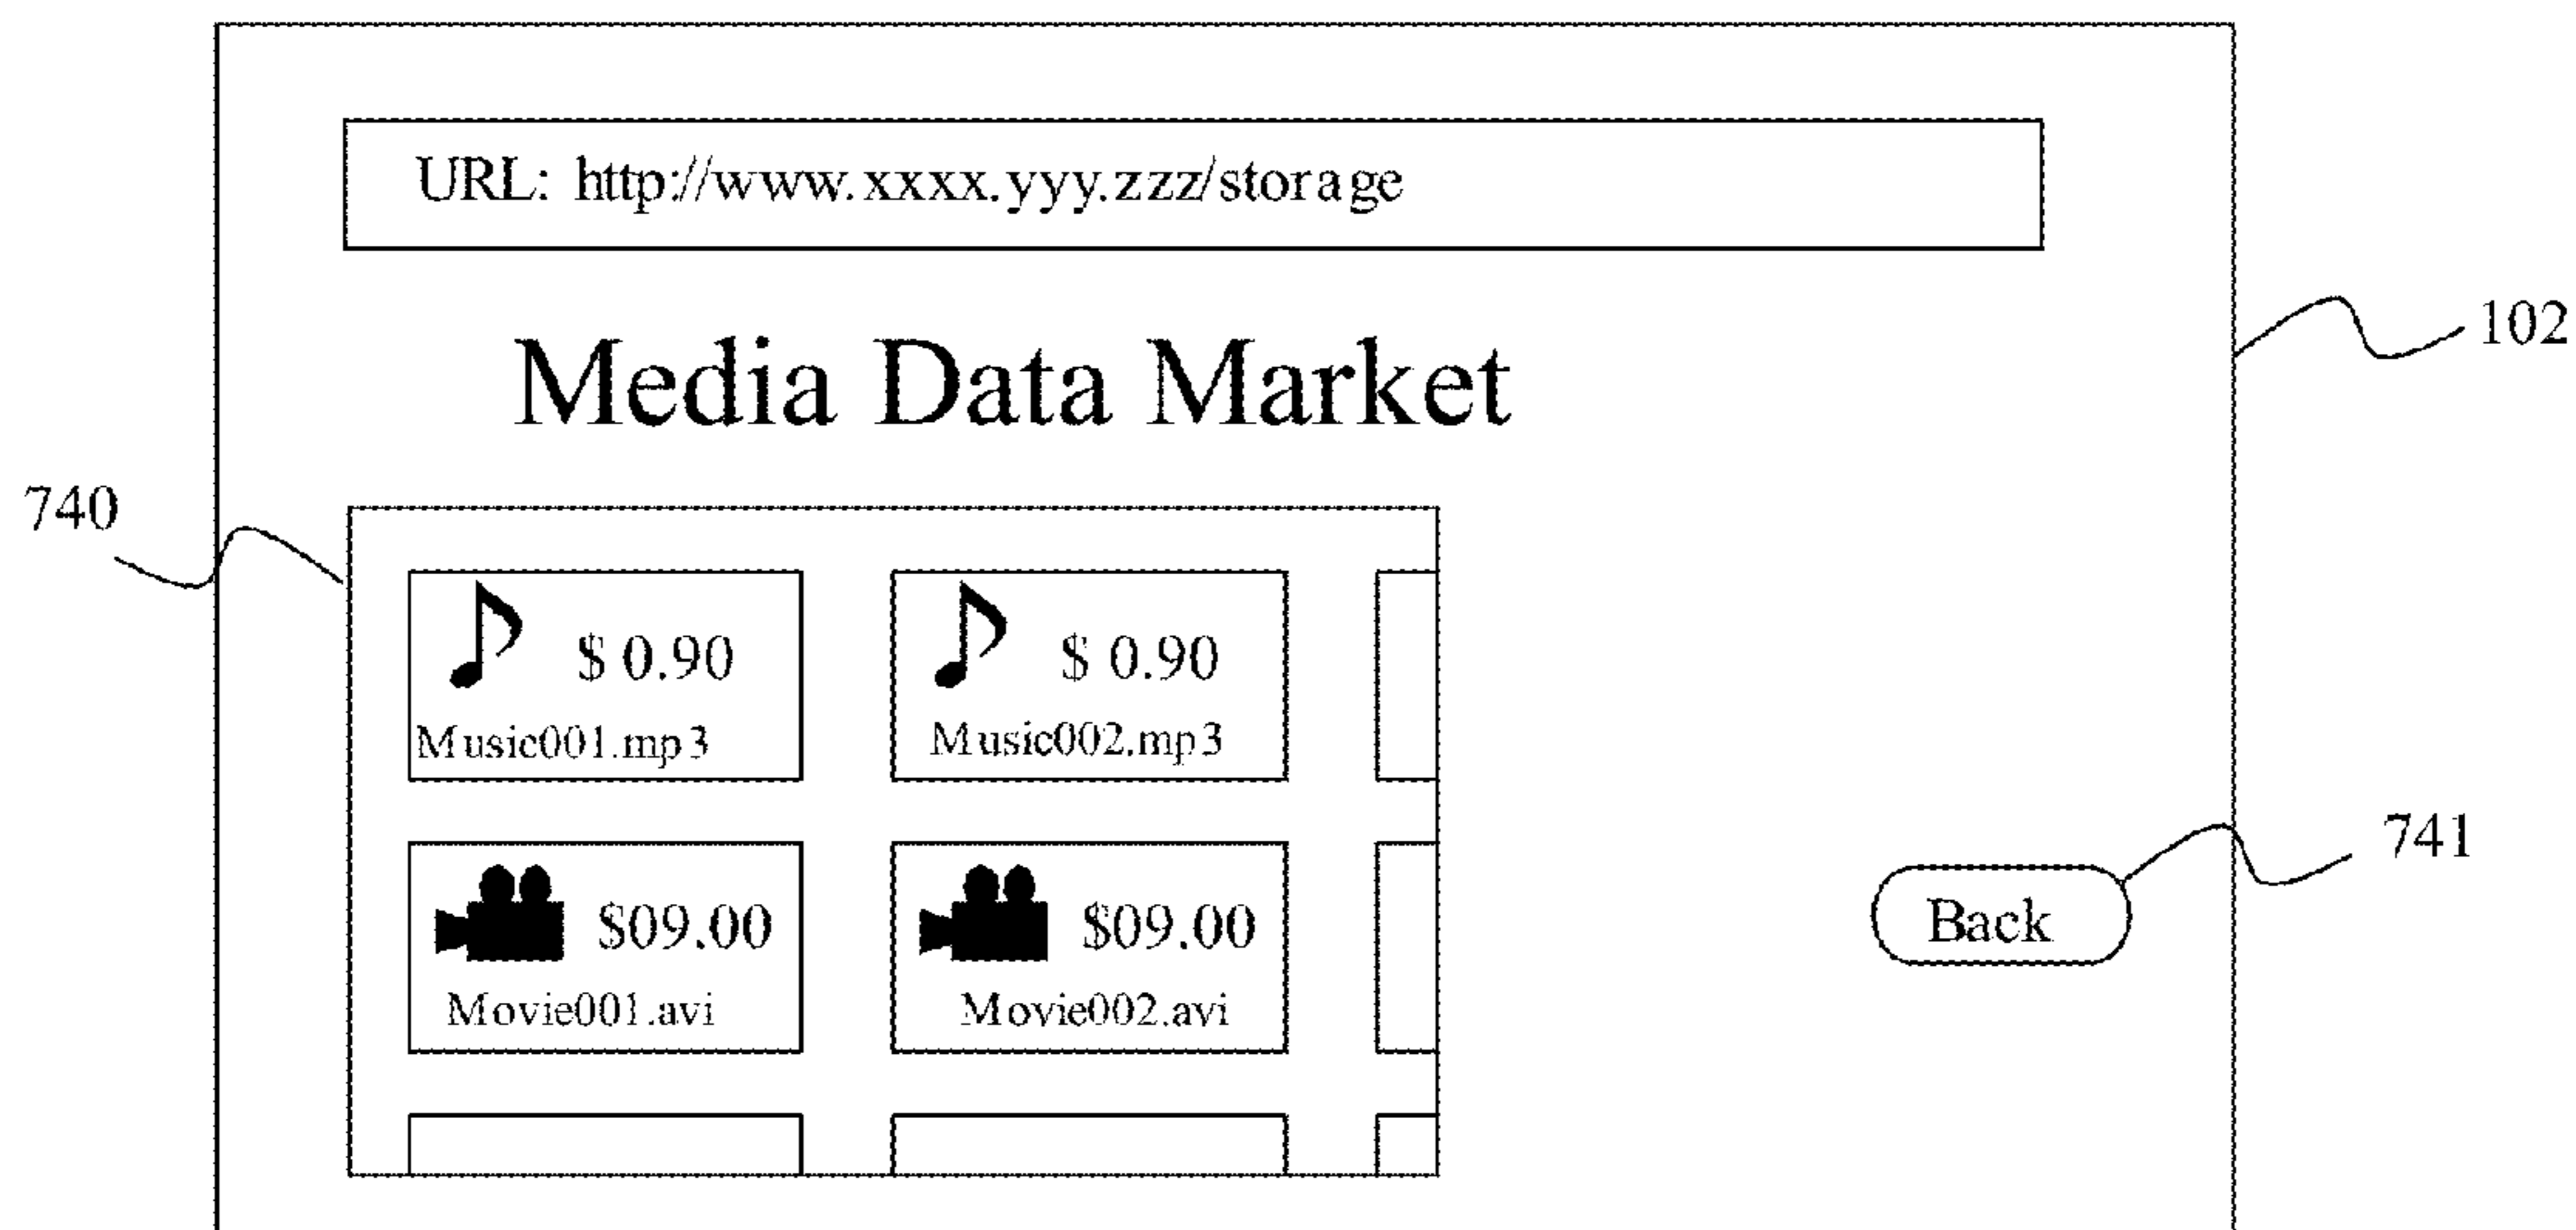 URL: http://www.xxxx.yyy.zzz/storage
102
Media Data Market
740
$ 0.90
$ 0.90
Music001.mp3
Music002.mp3
741
$09.00
$09.00
Back
Movie001.avi
Movie002.avi